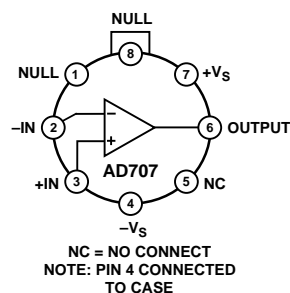 NULL
8
NULL
1
7
+VS
–IN
2
–
6
OUTPUT
+
AD707
+IN
3
5
NC
4
–VS
NC = NO CONNECT
NOTE: PIN 4 CONNECTED
TO CASE